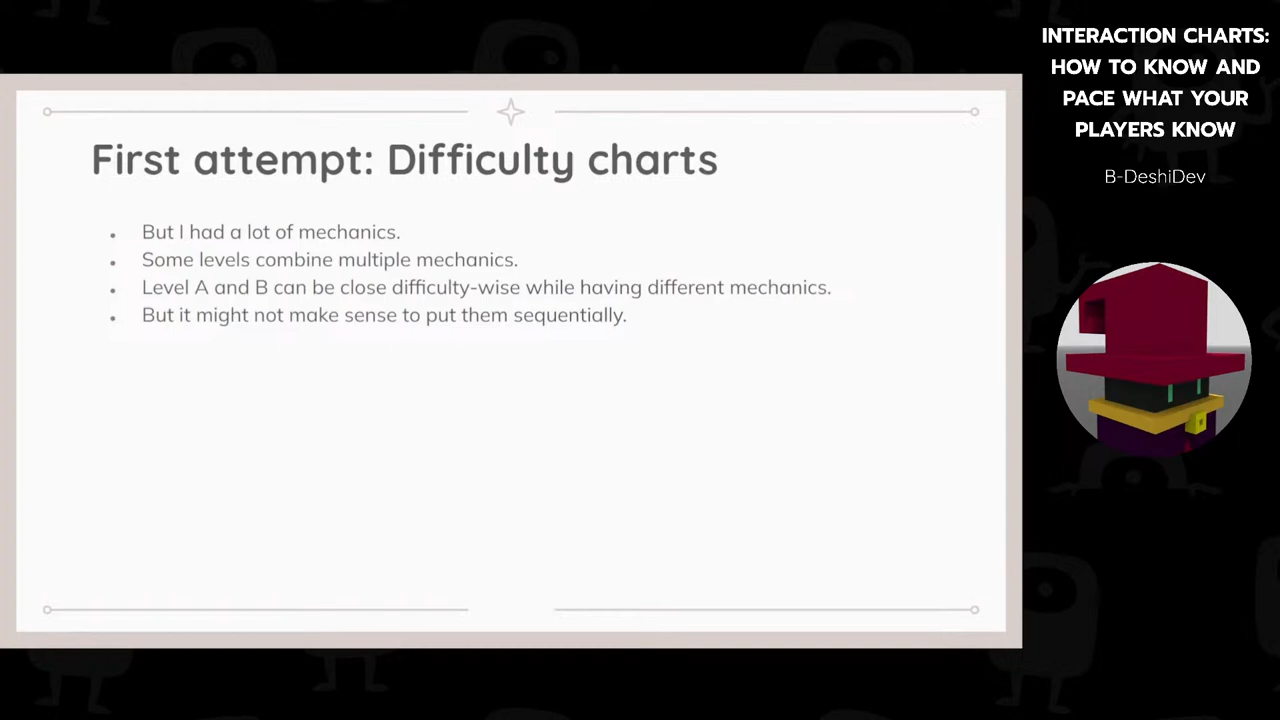 First attempt: Difficulty charts
But I had a lot of mechanics.
Some levels combine multiple mechanics.
Level A and B can be close difficulty-wise while having different mechanics.
But it might not make sense to put them sequentially.
INTERACTION CHARTS:
HOW TO KNOW AND
PACE WHAT YOUR
PLAYERS KNOW
B-DeshiDev